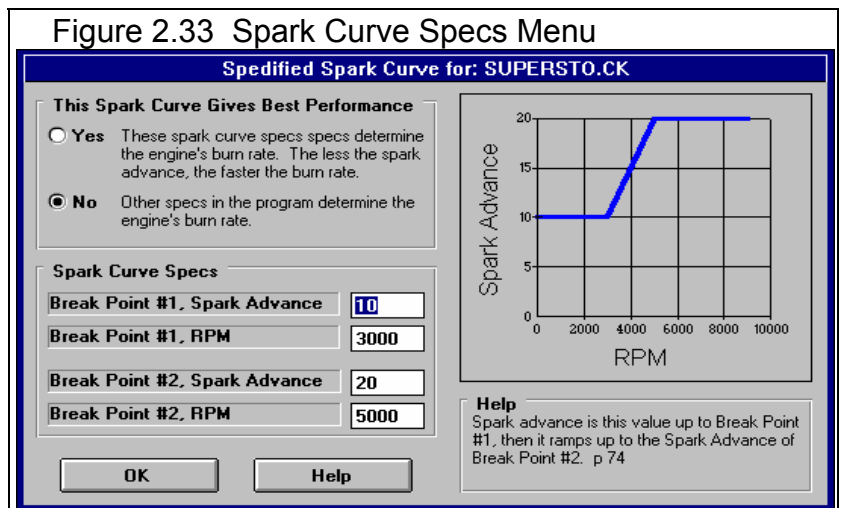 Figure 2.33 Spark Curve Specs Menu
Spedified Spark Curve for: SUPERSTO.CK
This Spark Curve Gives Best Performance
Yes These spark curve specs specs determine
the engine's burn rate. The less the spark
advance, the faster the burn rate.
No Other specs in the program determine the
engine's burn rate.
Spark Curve Specs
Break Point #1, Spark Advance 10
Break Point #1, RPM 3000
Break Point #2, Spark Advance 20
Break Point #2, RPM 5000
OK Help
Spark Advance
20
15
10
5
0
0 2000 4000 6000 8000 10000
RPM
Help
Spark advance is this value up to Break Point
#1, then it ramps up to the Spark Advance of
Break Point #2. p 74